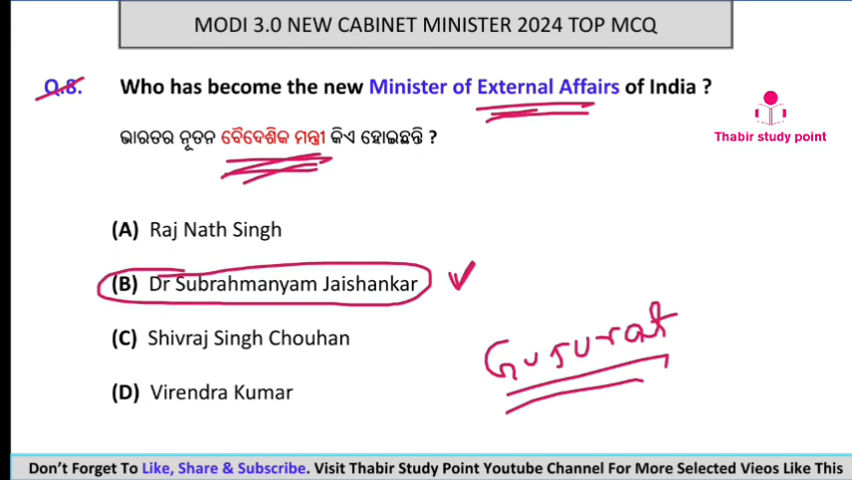 MODI 3.0 NEW CABINET MINISTER 2024 TOP MCQ
Q.8. Who has become the new Minister of External Affairs of India ?
ଭାରତର ନୂତନ ବୈଦେଶିକ ମନ୍ତ୍ରୀ କିଏ ହୋଇଛନ୍ତି ?
Thabir study point
(A) Raj Nath Singh
(B) Dr Subrahmanyam Jaishankar
(C) Shivraj Singh Chouhan
(D) Virendra Kumar
Gujurat
Don't Forget To Like, Share & Subscribe. Visit Thabir Study Point Youtube Channel For More Selected Vieos Like This